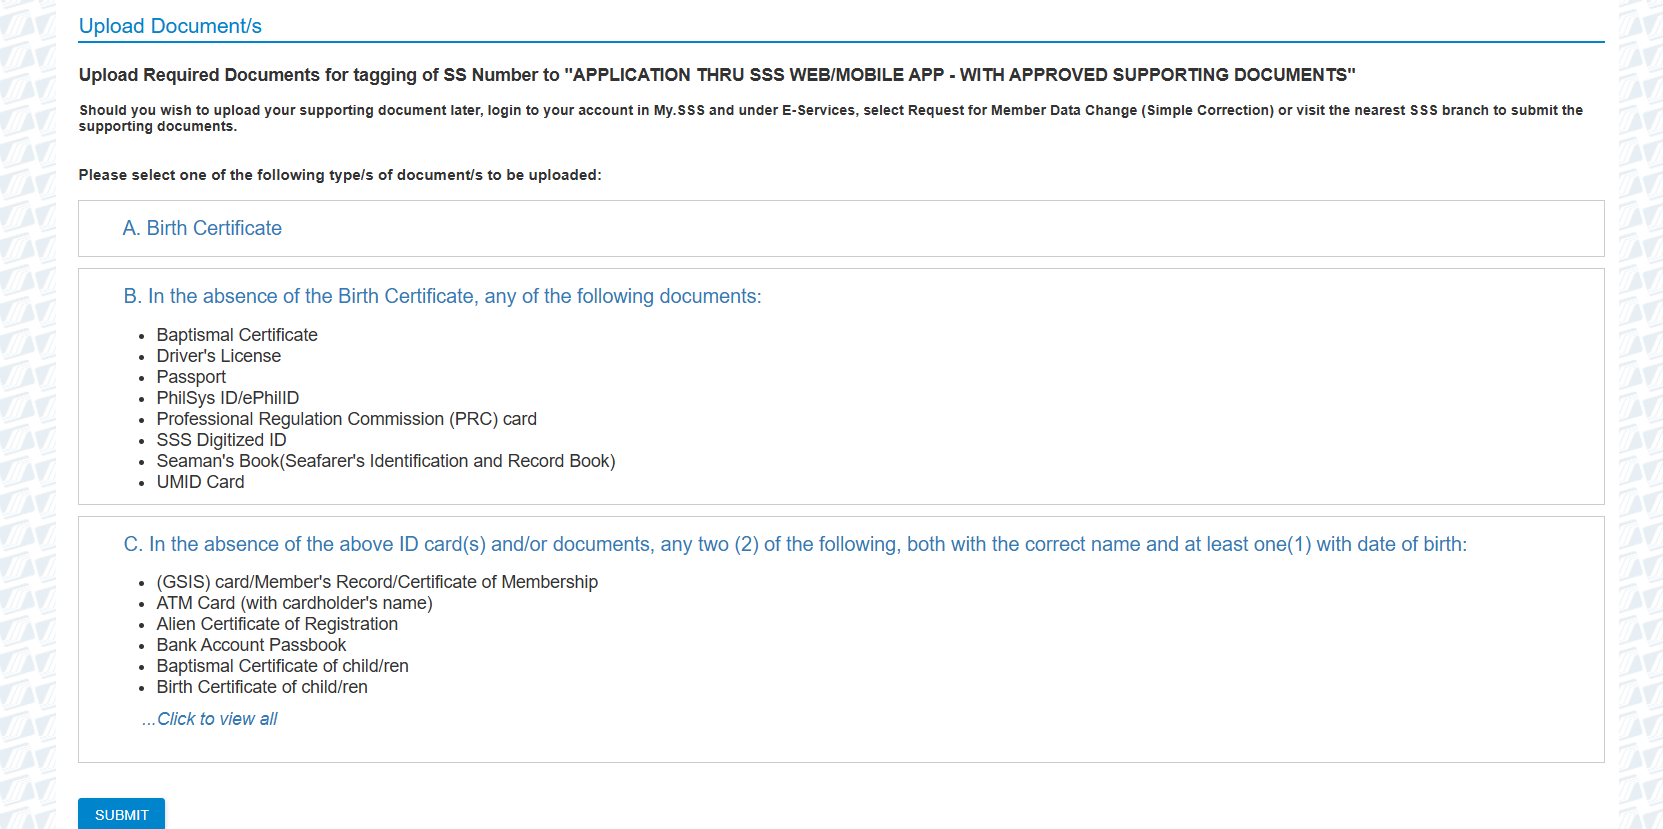 Upload Document/s
Upload Required Documents for tagging of SS Number to "APPLICATION THRU SSS WEB/MOBILE APP - WITH APPROVED SUPPORTING DOCUMENTS"
Should you wish to upload your supporting document later, login to your account in My.SSS and under E-Services, select Request for Member Data Change (Simple Correction) or visit the nearest SSS branch to submit the
supporting documents.
Please select one of the following type/s of document/s to be uploaded:
A. Birth Certificate
B. In the absence of the Birth Certificate, any of the following documents:
• Baptismal Certificate
• Driver's License
• Passport
• PhilSys ID/ePhilID
• Professional Regulation Commission (PRC) card
• SSS Digitized ID
• Seaman's Book(Seafarer's Identification and Record Book)
• UMID Card
C. In the absence of the above ID card(s) and/or documents, any two (2) of the following, both with the correct name and at least one(1) with date of birth:
• (GSIS) card/Member's Record/Certificate of Membership
• ATM Card (with cardholder's name)
• Alien Certificate of Registration
• Bank Account Passbook
• Baptismal Certificate of child/ren
• Birth Certificate of child/ren
...Click to view all
SUBMIT